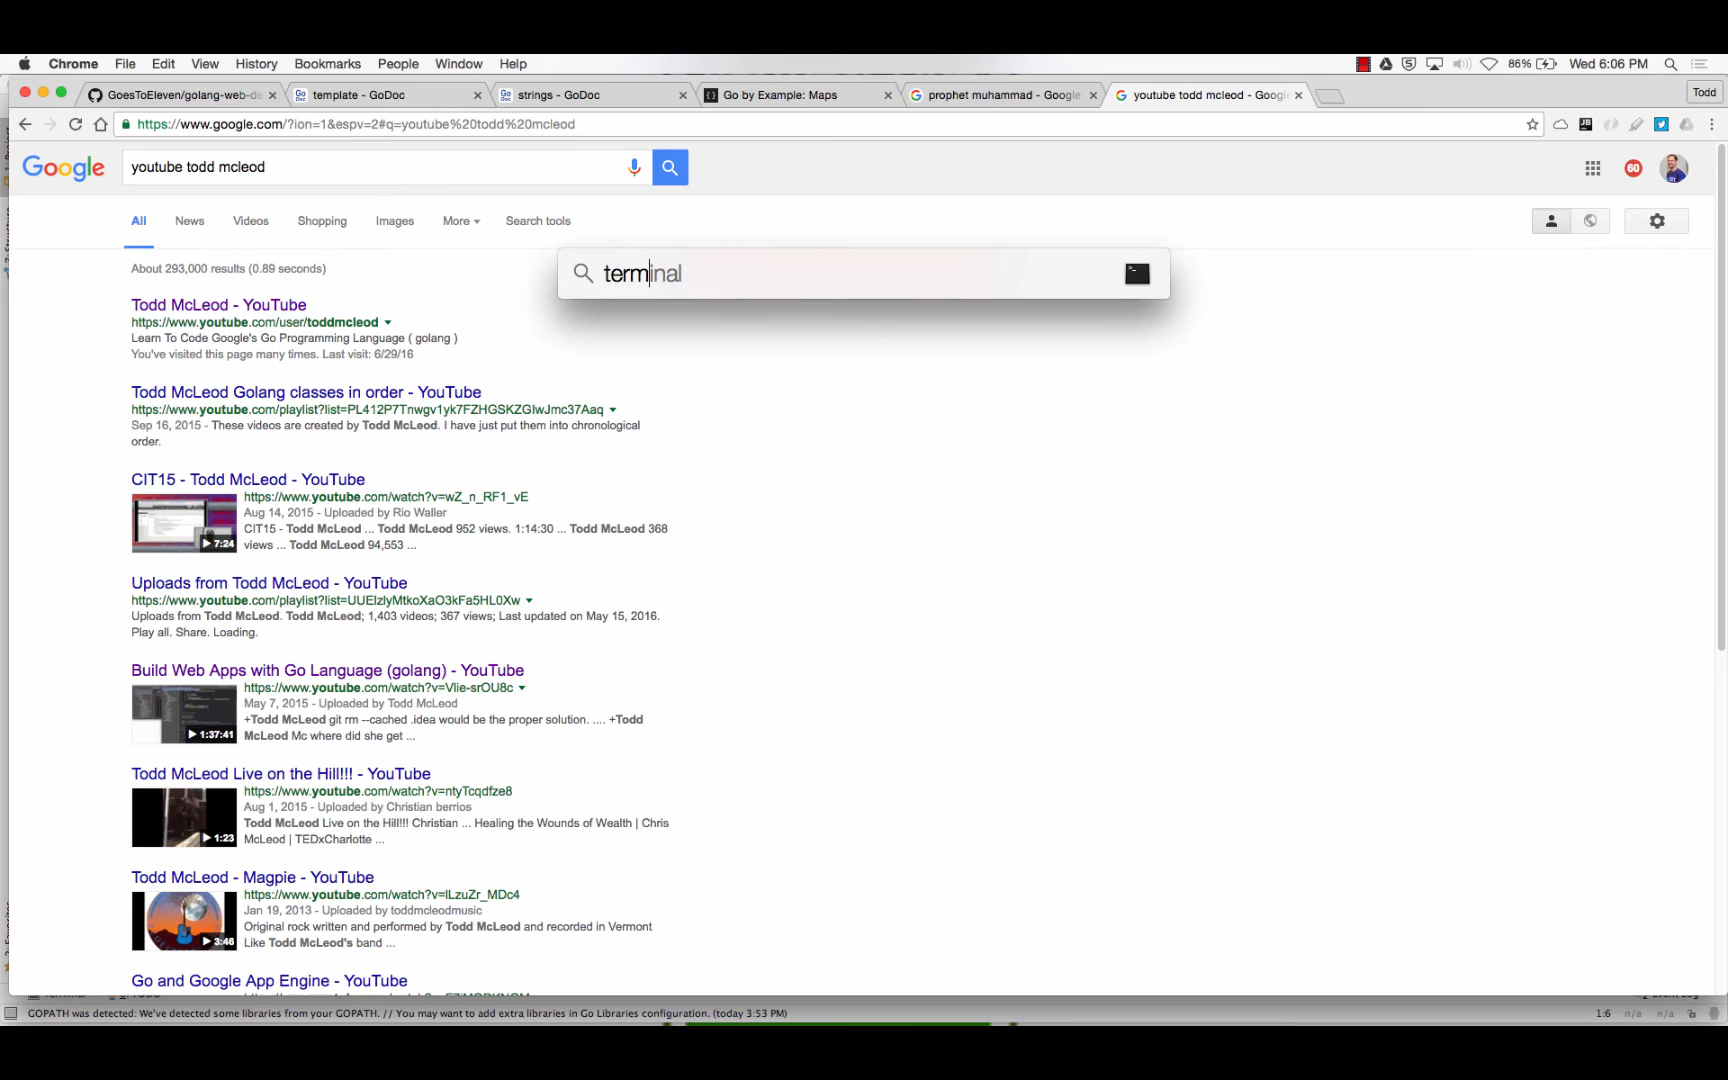 Chrome File Edit View History Bookmarks People Window Help 86% Wed 6:06 PM
GoesToEleven/golang-web-de template - GoDoc strings - GoDoc Go by Example: Maps prophet muhammad - Google youtube todd mcleod - Google Todd
https://www.google.com/?ion=1&espv=2#q=youtube%20todd%20mcleod
Google youtube todd mcleod 60
All News Videos Shopping Images More Search tools
terminal
About 293,000 results (0.89 seconds)
Todd McLeod - YouTube
https://www.youtube.com/user/toddmcleod
Learn To Code Google's Go Programming Language ( golang )
You've visited this page many times. Last visit: 6/29/16
Todd McLeod Golang classes in order - YouTube
https://www.youtube.com/playlist?list=PL412P7Tnwgv1yk7FZHGSKZGIwJmc37Aaq
Sep 16, 2015 - These videos are created by Todd McLeod. I have just put them into chronological
order.
CIT15 - Todd McLeod - YouTube
https://www.youtube.com/watch?v=wZ_n_RF1_vE
Aug 14, 2015 - Uploaded by Rio Waller
CIT15 - Todd McLeod ... Todd McLeod 952 views. 1:14:30 ... Todd McLeod 368
views ... Todd McLeod 94,553 ...
7:24
Uploads from Todd McLeod - YouTube
https://www.youtube.com/playlist?list=UUElzlyMtkoXaO3kFa5HL0Xw
Uploads from Todd McLeod. Todd McLeod; 1,403 videos; 367 views; Last updated on May 15, 2016.
Play all. Share. Loading.
Build Web Apps with Go Language (golang) - YouTube
https://www.youtube.com/watch?v=Vlie-srOU8c
May 7, 2015 - Uploaded by Todd McLeod
+Todd McLeod git rm --cached .idea would be the proper solution. .... +Todd
McLeod Mc where did she get ...
1:37:41
Todd McLeod Live on the Hill!!! - YouTube
https://www.youtube.com/watch?v=ntyTcqdfze8
Aug 1, 2015 - Uploaded by Christian berrios
Todd McLeod Live on the Hill!!! Christian ... Healing the Wounds of Wealth | Chris
McLeod | TEDxCharlotte ...
1:23
Todd McLeod - Magpie - YouTube
https://www.youtube.com/watch?v=lLzuZr_MDc4
Jan 19, 2013 - Uploaded by toddmcleodmusic
Original rock written and performed by Todd McLeod and recorded in Vermont
Like Todd McLeod's band ...
3:46
Go and Google App Engine - YouTube
GOPATH was detected: We've detected some libraries from your GOPATH. // You may want to add extra libraries in Go Libraries configuration. (today 3:53 PM) 1:6 n/a n/a